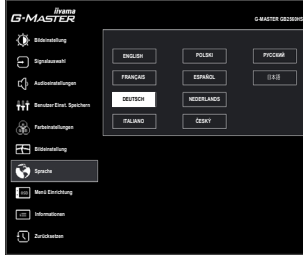 iiyama
G-MASTER
G-MASTER GB2560HS
Bildeinstellung
Signalauswahl
Audioeinstellungen
Benutzer Einst. Speichern
Farbeinstellungen
Bildeinstellung
Sprache
Menü Einrichtung
Informationen
Zurücksetzen
ENGLISH
POLSKI
РУССКИЙ
FRANÇAIS
ESPAÑOL
日本語
DEUTSCH
NEDERLANDS
ITALIANO
ČESKÝ